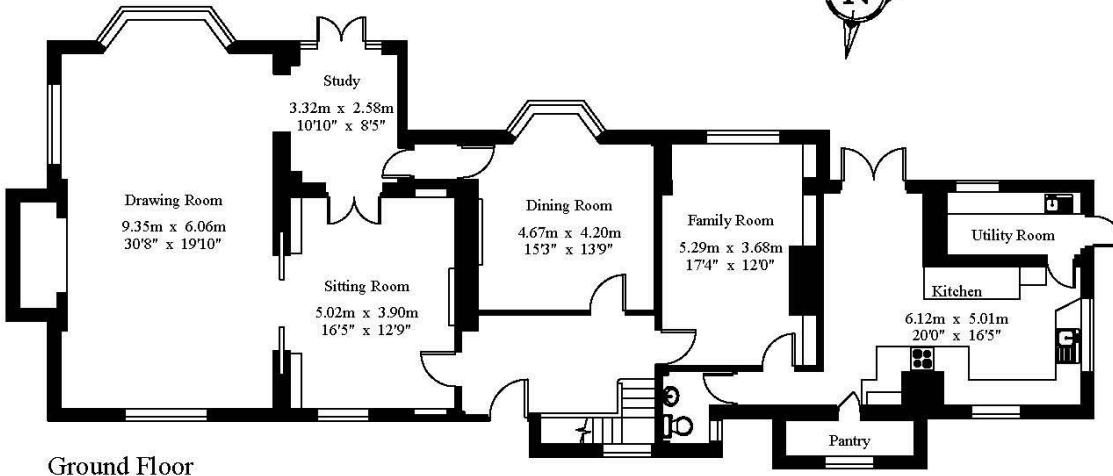 N
Study
3.32m x 2.58m
10'10" x 8'5"
Drawing Room
9.35m x 6.06m
30'8" x 19'10"
Dining Room
4.67m x 4.20m
15'3" x 13'9"
Family Room
5.29m x 3.68m
17'4" x 12'0"
Utility Room
Sitting Room
5.02m x 3.90m
16'5" x 12'9"
Kitchen
6.12m x 5.01m
20'0" x 16'5"
Pantry
Ground Floor